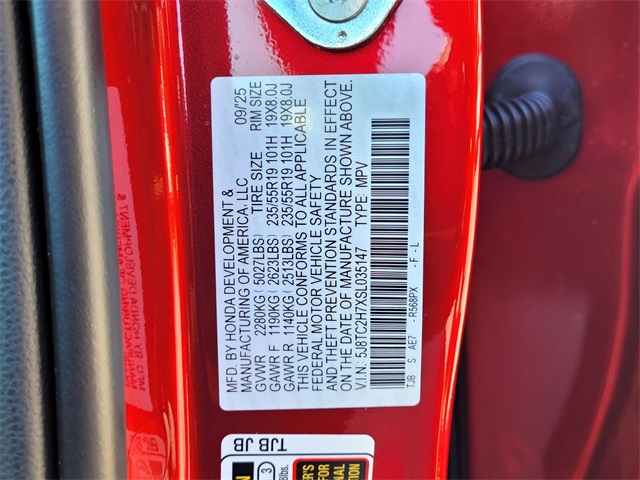 MFD. BY HONDA DEVELOPMENT & 09/'25
MANUFACTURING OF AMERICA, LLC
GVWR 2280KG ( 5027LBS) TIRE SIZE RIM SIZE
GAWR F 1190KG ( 2623LBS) 235/55R19 101H 19X8.0J
GAWR R 1140KG ( 2513LBS) 235/55R19 101H 19X8.0J
THIS VEHICLE CONFORMS TO ALL APPLICABLE
FEDERAL MOTOR VEHICLE SAFETY
AND THEFT PREVENTION STANDARDS IN EFFECT
ON THE DATE OF MANUFACTURE SHOWN ABOVE.
V.I.N.: 5J8TC2H7XSL035147 TYPE: MPV
TJB S AE7 -R568PX - F - L
TJB JB